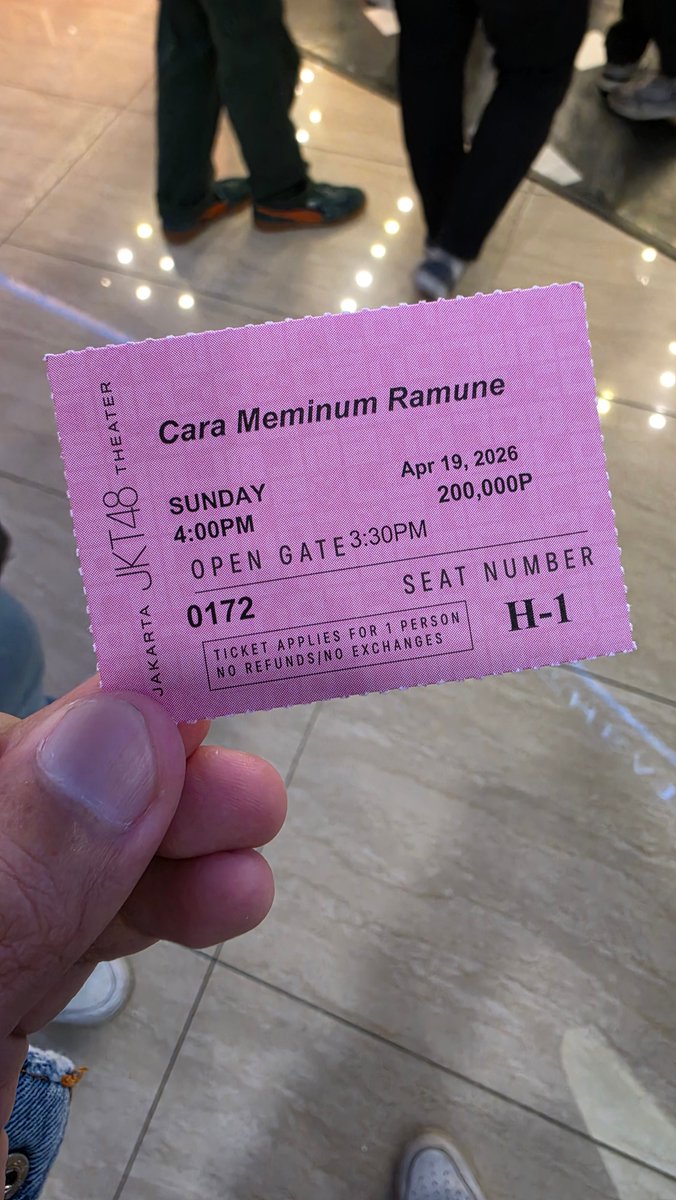 JAKARTA JKT48 THEATER
Cara Meminum Ramune
SUNDAY
Apr 19, 2026
4:00PM
200,000P
OPEN GATE 3:30PM
SEAT NUMBER
0172
H-1
TICKET APPLIES FOR 1 PERSON
NO REFUNDS/NO EXCHANGES